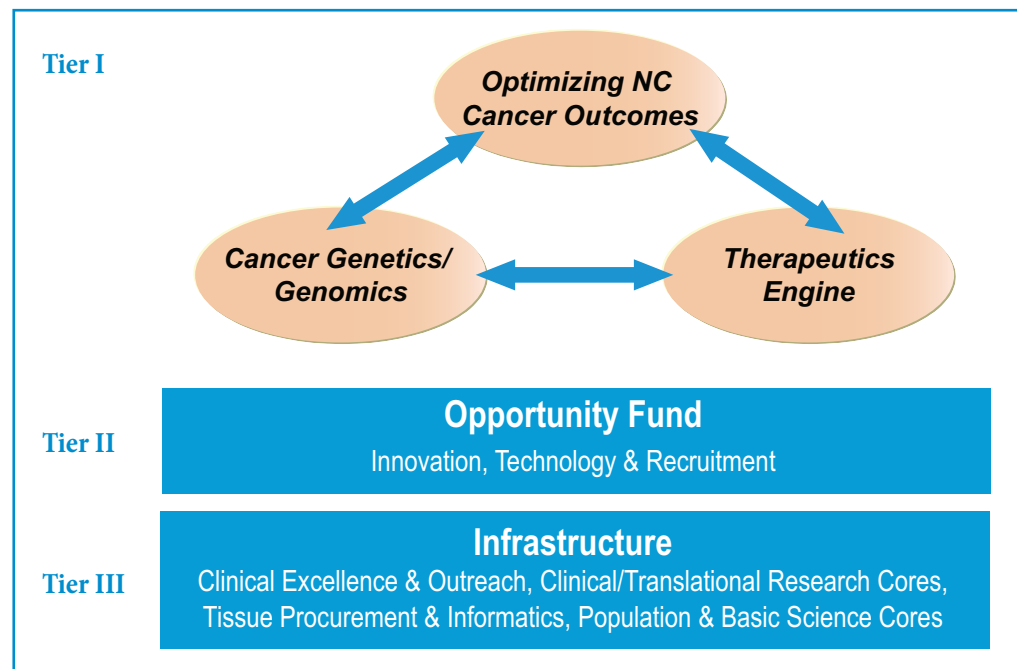 Tier I
Optimizing NC
Cancer Outcomes
Cancer Genetics/
Genomics
Therapeutics
Engine
Tier II
Opportunity Fund
Innovation, Technology & Recruitment
Tier III
Infrastructure
Clinical Excellence & Outreach, Clinical/Translational Research Cores,
Tissue Procurement & Informatics, Population & Basic Science Cores